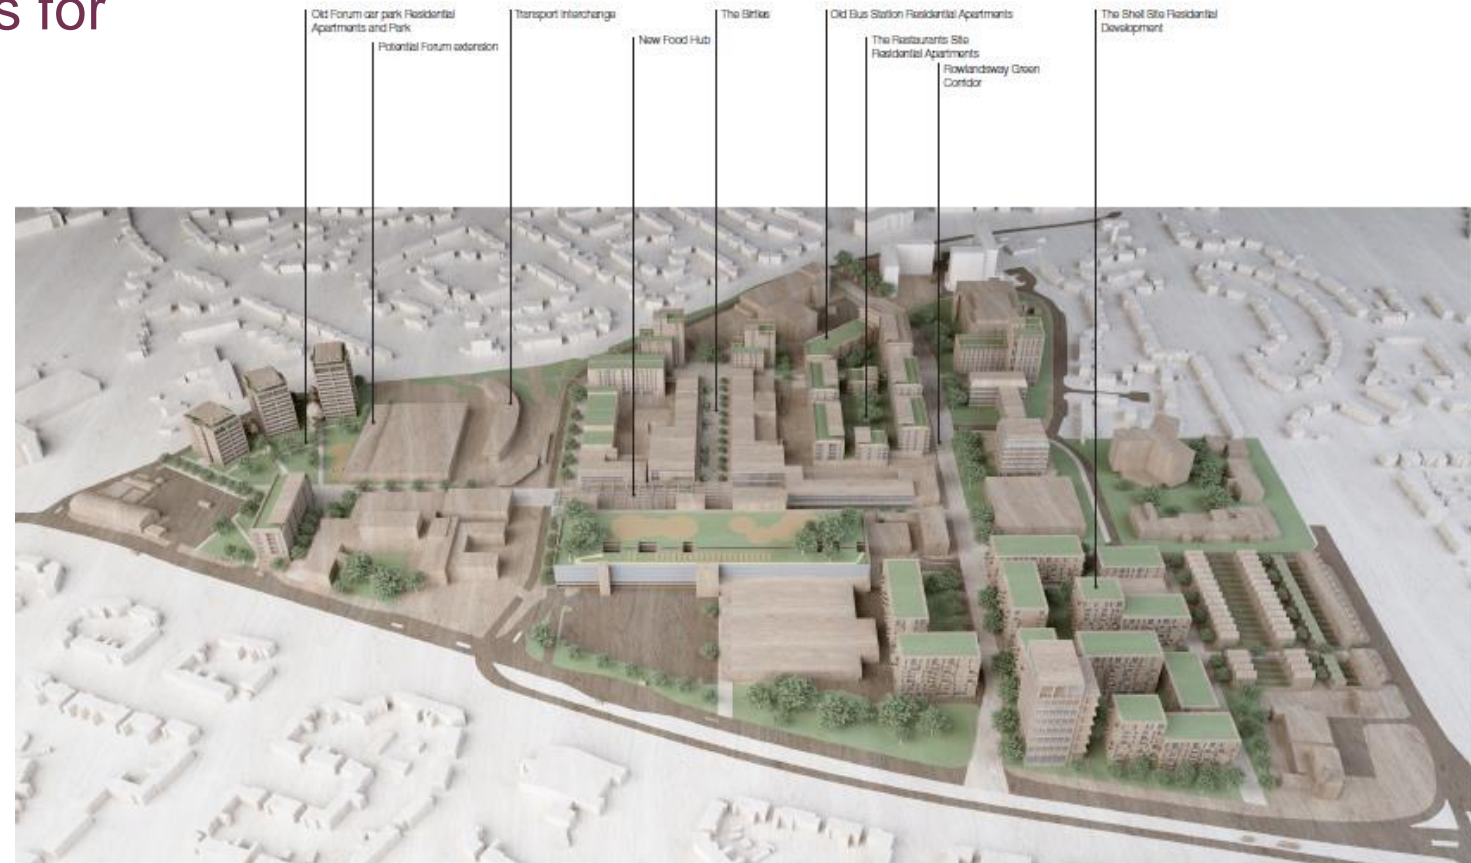 s for
Old Forum car park Residential
Apartments and Park
Potential Forum extension
Transport Interchange
New Food Hub
The Birtles
Old Bus Station Residential Apartments
The Restaurants Site
Residential Apartments
Rowlandsway Green
Corridor
The Shell Site Residential
Development